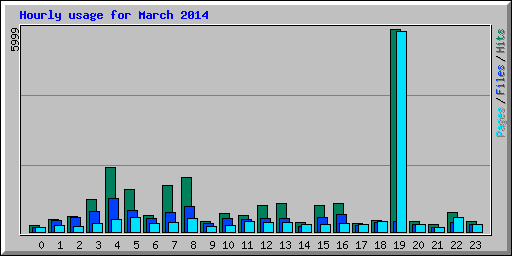 Hourly usage for March 2014
5999
Pages/Files/Hits
0 1 2 3 4 5 6 7 8 9 10 11 12 13 14 15 16 17 18 19 20 21 22 23